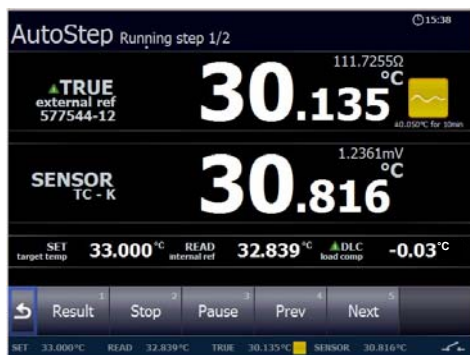 15:38
AutoStep Running step 1/2
111.7255Ω
TRUE
external ref
577544-12
30.135 °C
±0.050°C for 10min
1.2361mV
SENSOR
TC - K
30.816 °C
SET target temp 33.000 °C READ internal ref 32.839 °C DLC load comp -0.03 °C
1 2 3 4 5
Result Stop Pause Prev Next
SET 33.000°C READ 32.839°C TRUE 30.135°C SENSOR 30.816°C